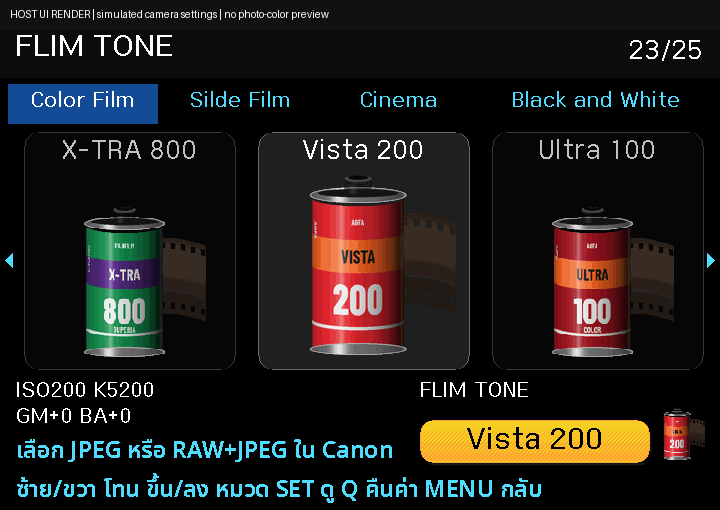 HOST UI RENDER | simulated camera settings | no photo-color preview
FLIM TONE
23/25
Color Film
Silde Film
Cinema
Black and White
X-TRA 800
Vista 200
Ultra 100
FUJIFILM
X-TRA
800
SUPERIA
AGFA
AGFA
VISTA
200
AGFA
ULTRA
100
COLOR
ISO200 K5200
GM+0 BA+0
FLIM TONE
Vista 200
VISTA
200
เลือก JPEG หรือ RAW+JPEG ใน Canon
ซ้าย/ขวา โทน ขึ้น/ลง หมวด SET ดู Q คืนค่า MENU กลับ